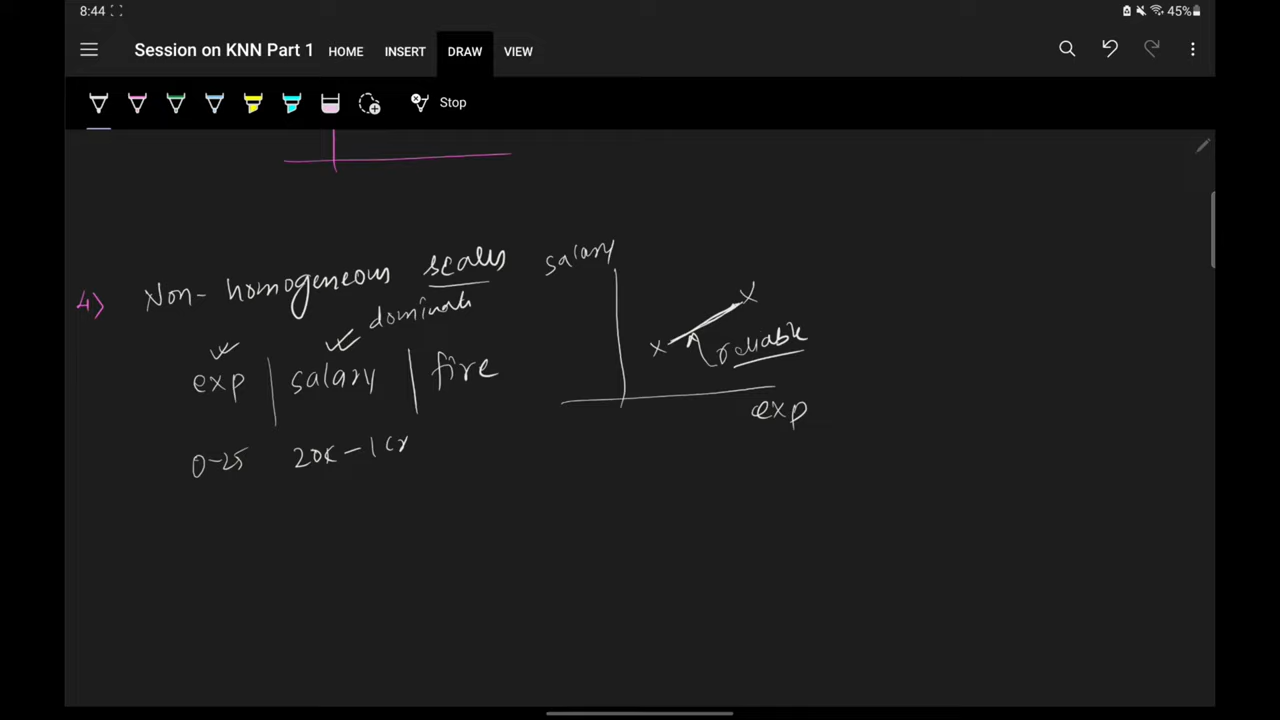 8:44 45%
Session on KNN Part 1 HOME INSERT DRAW VIEW
Stop
4) Non-homogeneous scales
dominate
exp | salary | fire
0-25 20K-1Cr
salary
X
X reliable
exp